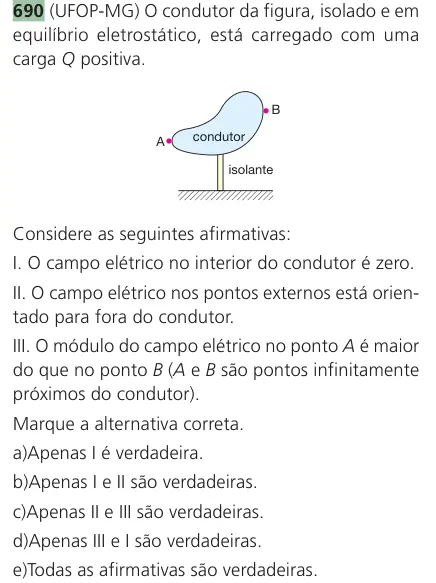 690 (UFOP-MG) O condutor da figura, isolado e em
equilíbrio eletrostático, está carregado com uma
carga Q positiva.
B
A
condutor
isolante
Considere as seguintes afirmativas:
I. O campo elétrico no interior do condutor é zero.
II. O campo elétrico nos pontos externos está orien-
tado para fora do condutor.
III. O módulo do campo elétrico no ponto A é maior
do que no ponto B (A e B são pontos infinitamente
próximos do condutor).
Marque a alternativa correta.
a)Apenas I é verdadeira.
b)Apenas I e II são verdadeiras.
c)Apenas II e III são verdadeiras.
d)Apenas III e I são verdadeiras.
e)Todas as afirmativas são verdadeiras.